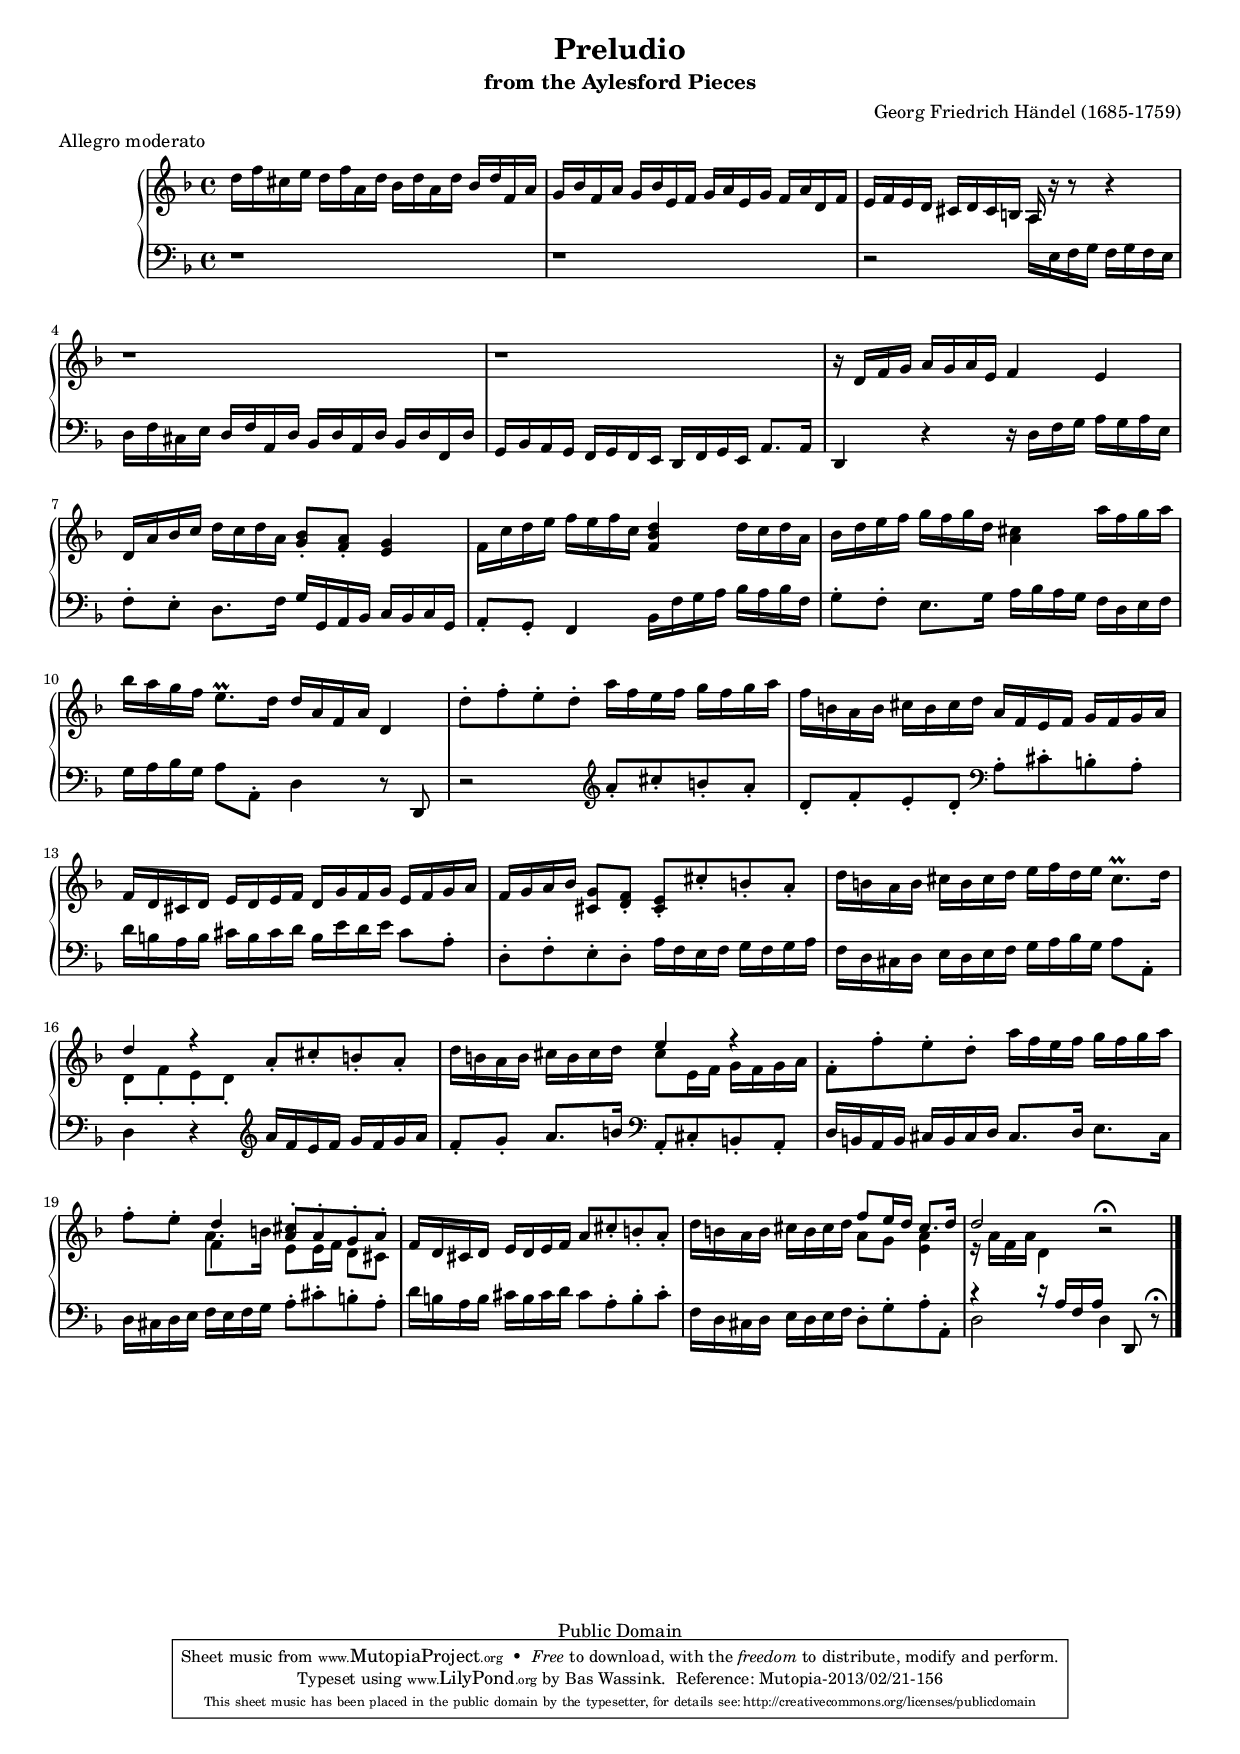 Preludio
from the Aylesford Pieces
Georg Friedrich Händel (1685-1759)
Allegro moderato
4
7
10
13
16
19
Public Domain
Sheet music from www.MutopiaProject.org • Free to download, with the freedom to distribute, modify and perform.
Typeset using www.LilyPond.org by Bas Wassink. Reference: Mutopia-2013/02/21-156
This sheet music has been placed in the public domain by the typesetter, for details see: http://creativecommons.org/licenses/publicdomain